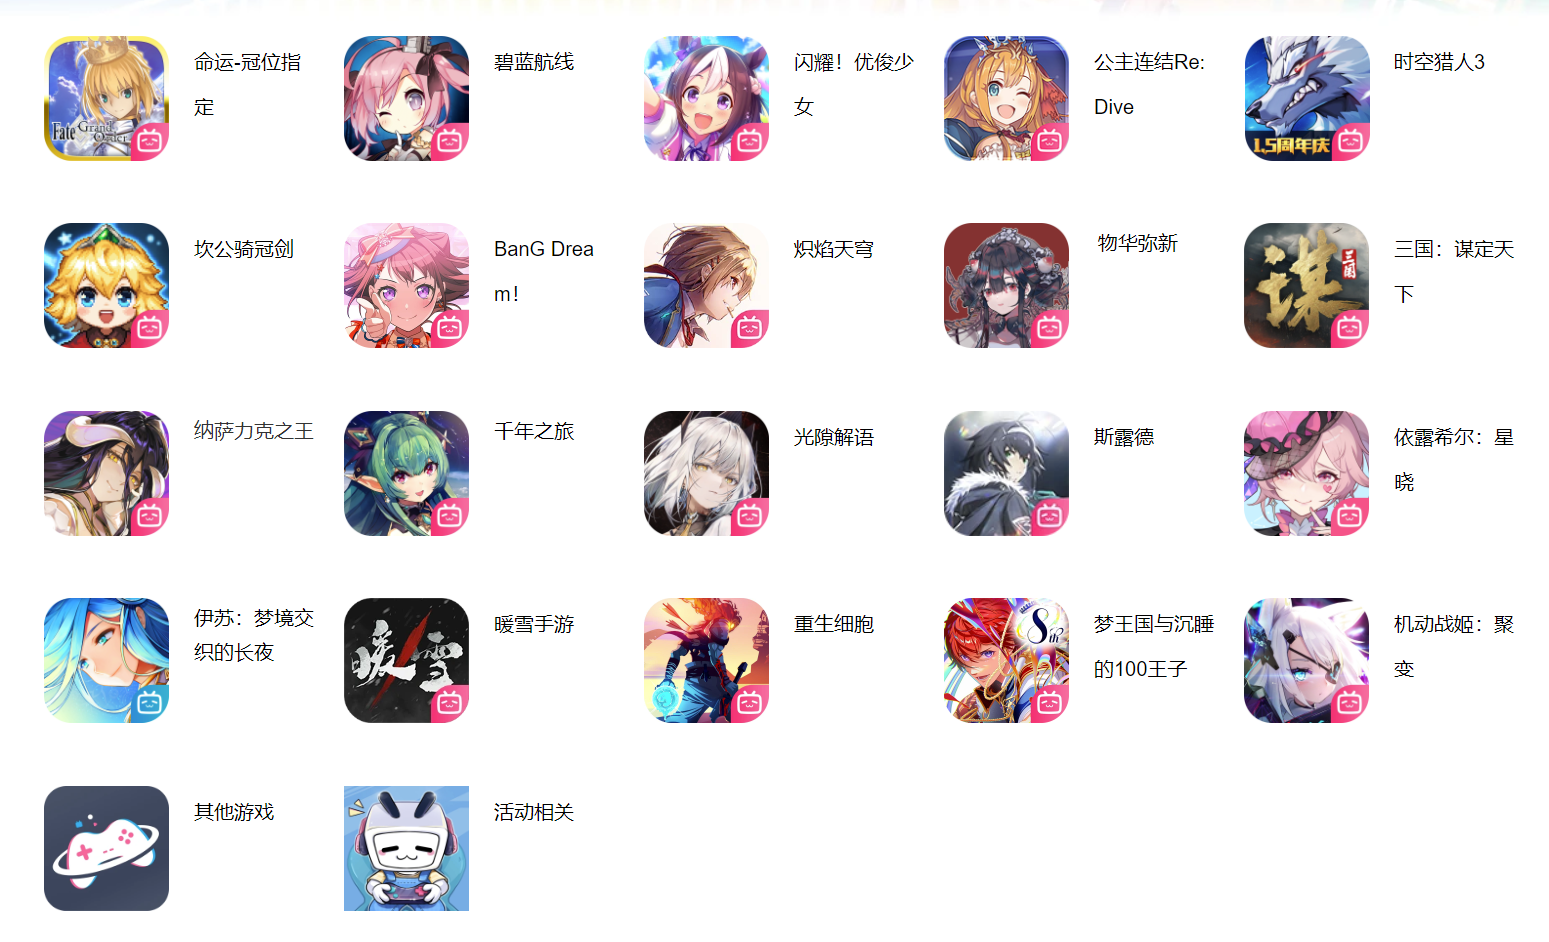 命运-冠位指
定
Fate
Grand
Order
碧蓝航线
闪耀！优俊少
女
公主连结Re:
Dive
时空猎人3
1.5周年庆
坎公骑冠剑
BanG Drea
m！
炽焰天穹
物华弥新
三国：谋定天
下
谋
三国
纳萨力克之王
千年之旅
光隙解语
斯露德
依露希尔：星
晓
伊苏：梦境交
织的长夜
暖雪手游
暖雪
重生细胞
梦王国与沉睡
的100王子
8th
机动战姬：聚
变
其他游戏
活动相关